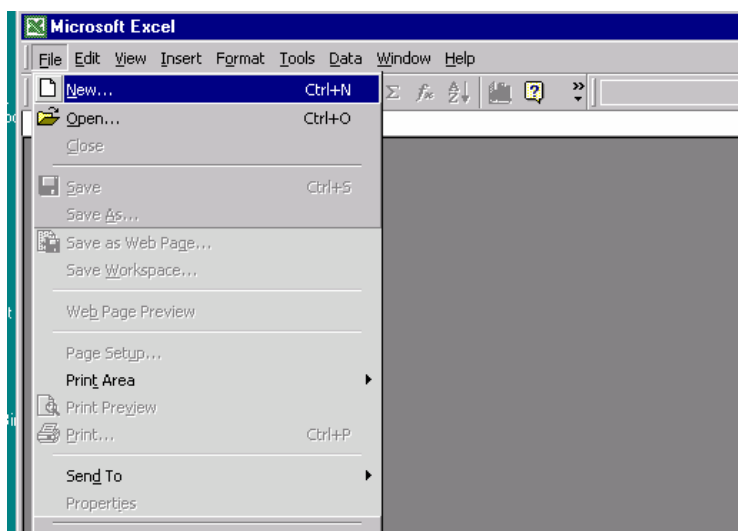 Microsoft Excel
File Edit View Insert Format Tools Data Window Help
New... Ctrl+N
Open... Ctrl+O
Close
Save Ctrl+S
Save As...
Save as Web Page...
Save Workspace...
Web Page Preview
Page Setup...
Print Area
Print Preview
Print... Ctrl+P
Send To
Properties